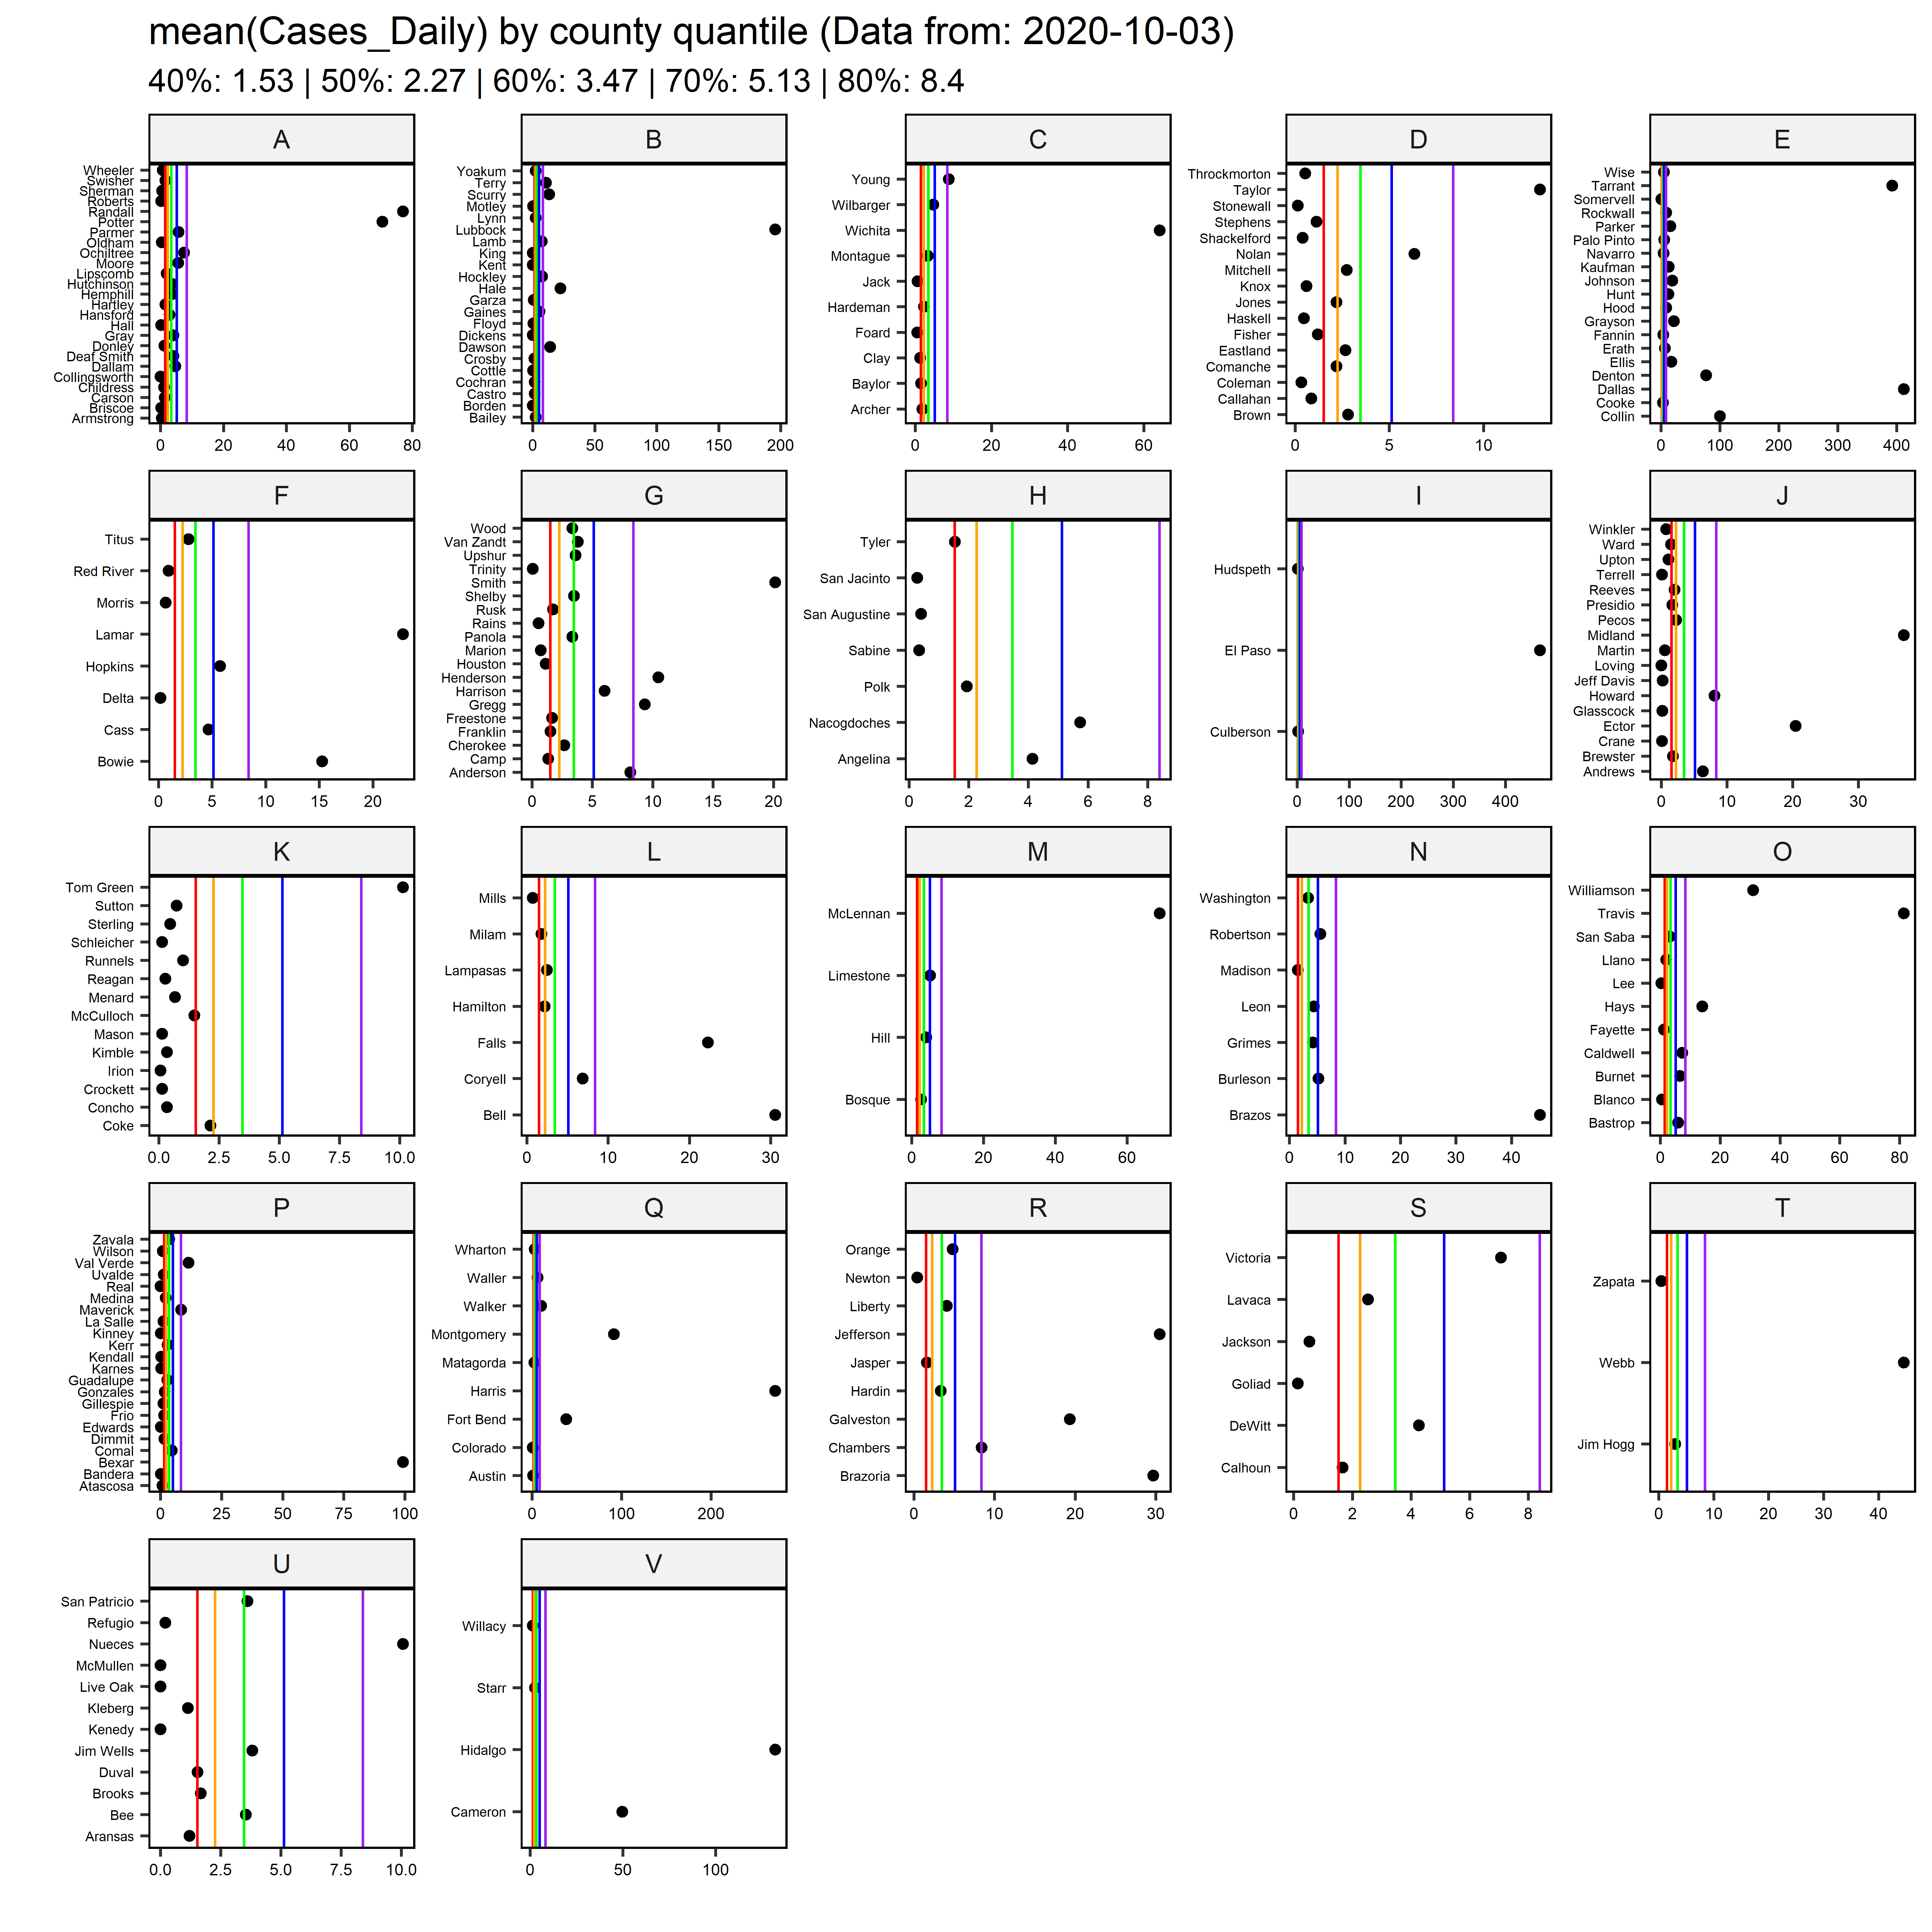 mean(Cases_Daily) by county quantile (Data from: 2020-10-03)
40%: 1.53 | 50%: 2.27 | 60%: 3.47 | 70%: 5.13 | 80%: 8.4
A
Wheeler
Swisher
Sherman
Roberts
Randall
Potter
Parmer
Oldham
Ochiltree
Moore
Lipscomb
Hutchinson
Hemphill
Hartley
Hansford
Hall
Gray
Donley
Deaf Smith
Dallam
Collingsworth
Childress
Carson
Briscoe
Armstrong
0 20 40 60 80
B
Yoakum
Terry
Scurry
Motley
Lynn
Lubbock
Lamb
King
Kent
Hockley
Hale
Garza
Gaines
Floyd
Dickens
Dawson
Crosby
Cottle
Cochran
Castro
Borden
Bailey
0 50 100 150 200
C
Young
Wilbarger
Wichita
Montague
Jack
Hardeman
Foard
Clay
Baylor
Archer
0 20 40 60
D
Throckmorton
Taylor
Stonewall
Stephens
Shackelford
Nolan
Mitchell
Knox
Jones
Haskell
Fisher
Eastland
Comanche
Coleman
Callahan
Brown
0 5 10
E
Wise
Tarrant
Somervell
Rockwall
Parker
Palo Pinto
Navarro
Kaufman
Johnson
Hunt
Hood
Grayson
Fannin
Erath
Ellis
Denton
Dallas
Cooke
Collin
0 100 200 300 400
F
Titus
Red River
Morris
Lamar
Hopkins
Delta
Cass
Bowie
0 5 10 15 20
G
Wood
Van Zandt
Upshur
Trinity
Smith
Shelby
Rusk
Rains
Panola
Marion
Houston
Henderson
Harrison
Gregg
Freestone
Franklin
Cherokee
Camp
Anderson
0 5 10 15 20
H
Tyler
San Jacinto
San Augustine
Sabine
Polk
Nacogdoches
Angelina
0 2 4 6 8
I
Hudspeth
El Paso
Culberson
0 100 200 300 400
J
Winkler
Ward
Upton
Terrell
Reeves
Presidio
Pecos
Midland
Martin
Loving
Jeff Davis
Howard
Glasscock
Ector
Crane
Brewster
Andrews
0 10 20 30
K
Tom Green
Sutton
Sterling
Schleicher
Runnels
Reagan
Menard
McCulloch
Mason
Kimble
Irion
Crockett
Concho
Coke
0.0 2.5 5.0 7.5 10.0
L
Mills
Milam
Lampasas
Hamilton
Falls
Coryell
Bell
0 10 20 30
M
McLennan
Limestone
Hill
Bosque
0 20 40 60
N
Washington
Robertson
Madison
Leon
Grimes
Burleson
Brazos
0 10 20 30 40
O
Williamson
Travis
San Saba
Llano
Lee
Hays
Fayette
Caldwell
Burnet
Blanco
Bastrop
0 20 40 60 80
P
Zavala
Wilson
Val Verde
Uvalde
Real
Medina
Maverick
La Salle
Kinney
Kerr
Kendall
Karnes
Guadalupe
Gonzales
Gillespie
Frio
Edwards
Dimmit
Comal
Bexar
Bandera
Atascosa
0 25 50 75 100
Q
Wharton
Waller
Walker
Montgomery
Matagorda
Harris
Fort Bend
Colorado
Austin
0 100 200
R
Orange
Newton
Liberty
Jefferson
Jasper
Hardin
Galveston
Chambers
Brazoria
0 10 20 30
S
Victoria
Lavaca
Jackson
Goliad
DeWitt
Calhoun
0 2 4 6 8
T
Zapata
Webb
Jim Hogg
0 10 20 30 40
U
San Patricio
Refugio
Nueces
McMullen
Live Oak
Kleberg
Kenedy
Jim Wells
Duval
Brooks
Bee
Aransas
0.0 2.5 5.0 7.5 10.0
V
Willacy
Starr
Hidalgo
Cameron
0 50 100